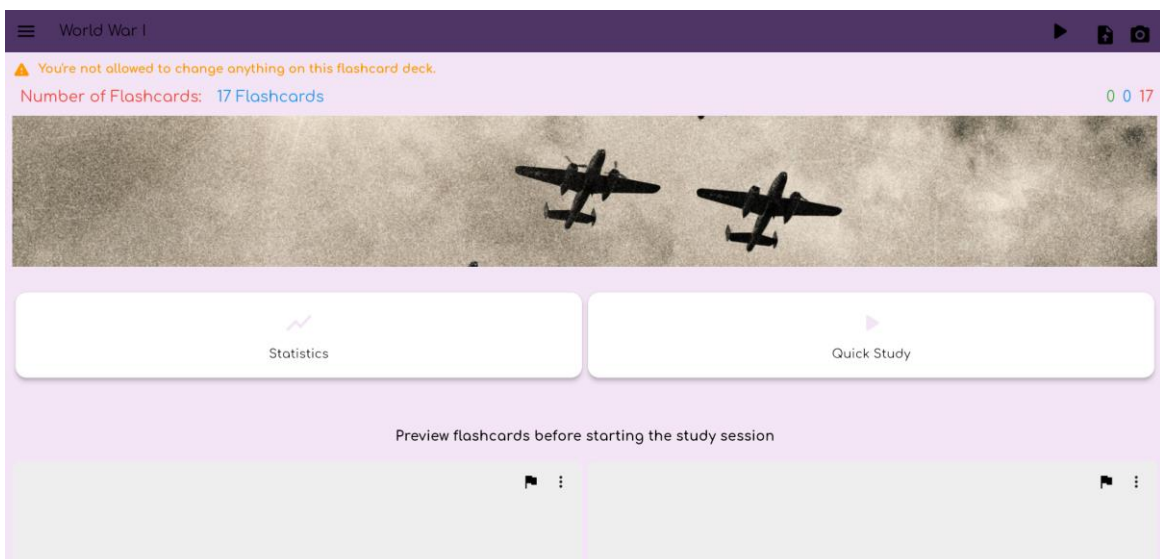 World War I
You're not allowed to change anything on this flashcard deck.
Number of Flashcards: 17 Flashcards 0 0 17
Statistics Quick Study
Preview flashcards before starting the study session